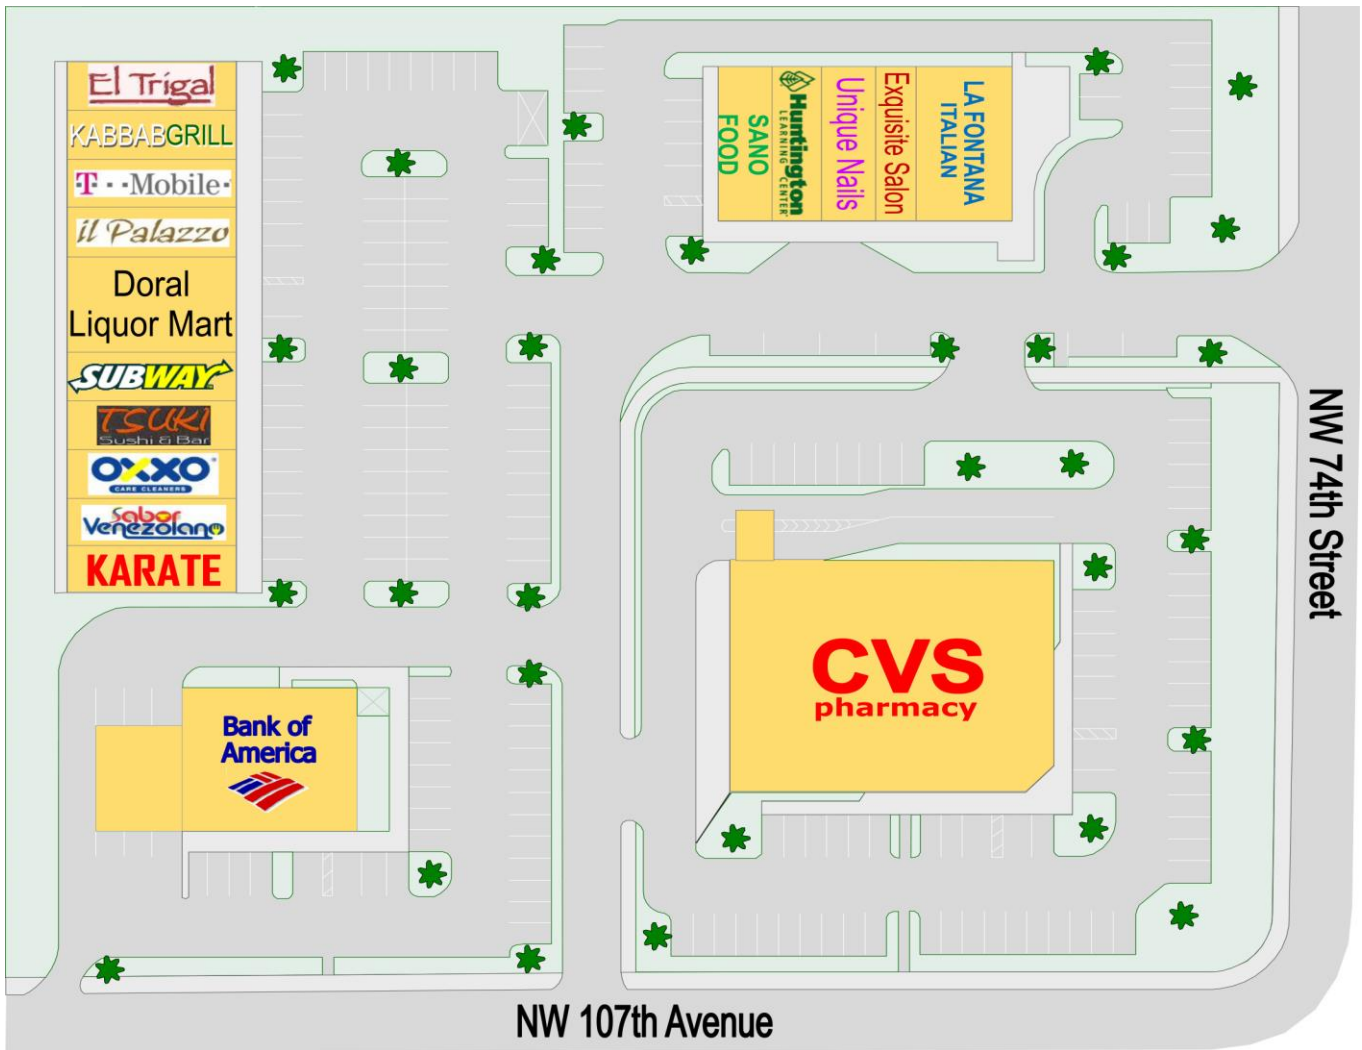 El Trigal
KABBABGRILL
T··Mobile·
il Palazzo
Doral
Liquor Mart
SUBWAY
TSUKI
Sushi & Bar
OXXO
CARE CLEANERS
Sabor
Venezolano
KARATE
SANO
FOOD
Huntington
LEARNING CENTER
Unique Nails
Exquisite Salon
LA FONTANA
ITALIAN
Bank of
America
CVS
pharmacy
NW 74th Street
NW 107th Avenue